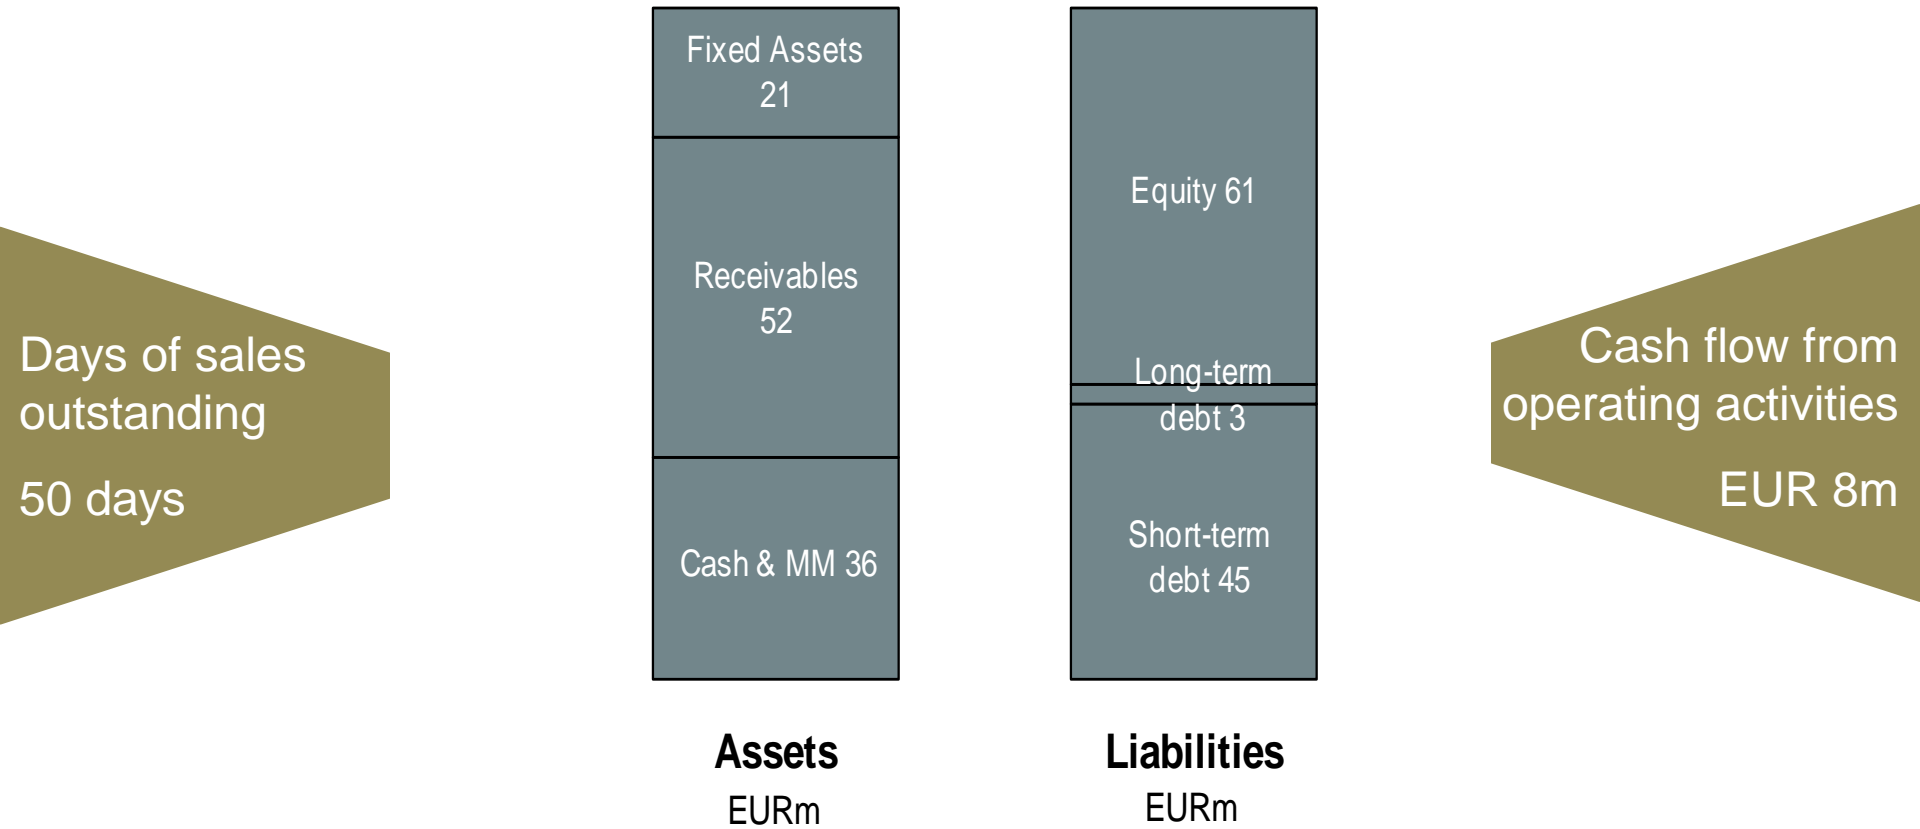 Days of sales
outstanding
50 days
Fixed Assets
21
Receivables
52
Cash & MM 36
Assets
EURm
Equity 61
Long-term
debt 3
Short-term
debt 45
Liabilities
EURm
Cash flow from
operating activities
EUR 8m